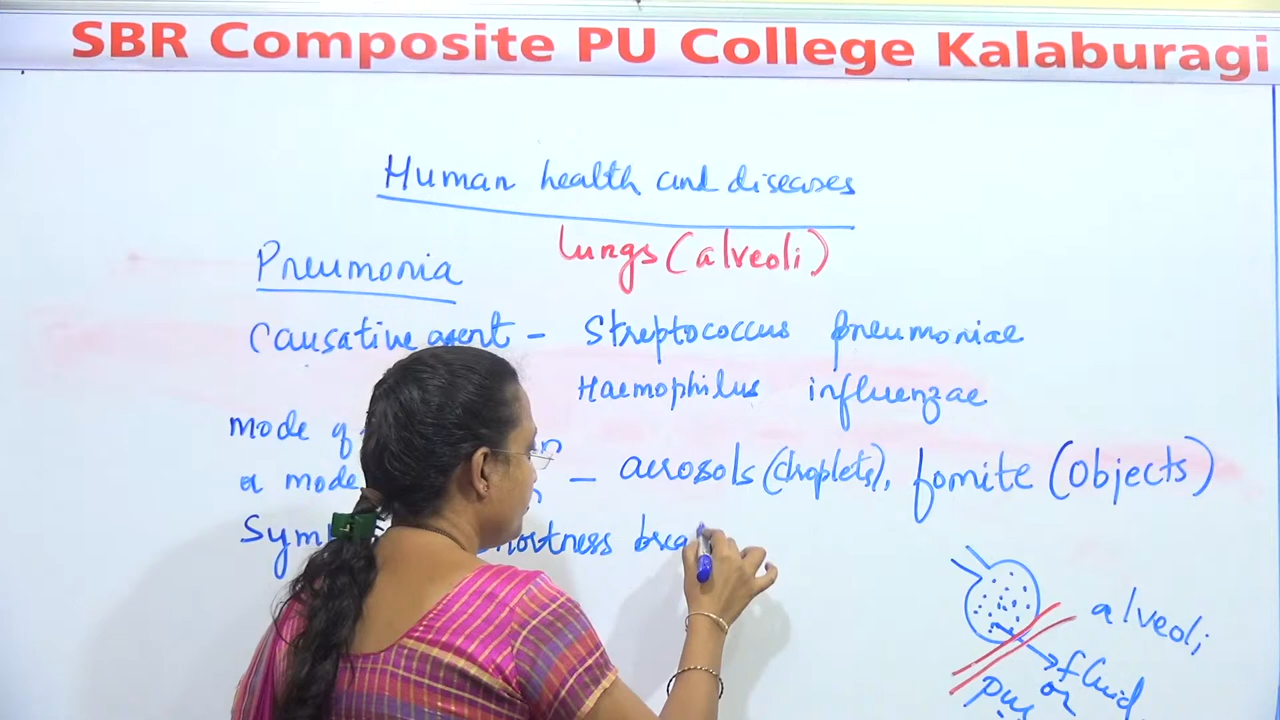 SBR Composite PU College Kalaburagi
Human health and diseases
Pneumonia lungs (alveoli)
Causative agent - Streptococcus pneumoniae
Haemophilus influenzae
mode of
mode - aerosols (droplets), fomite (objects)
shortness
alveoli
fluid
or
pus